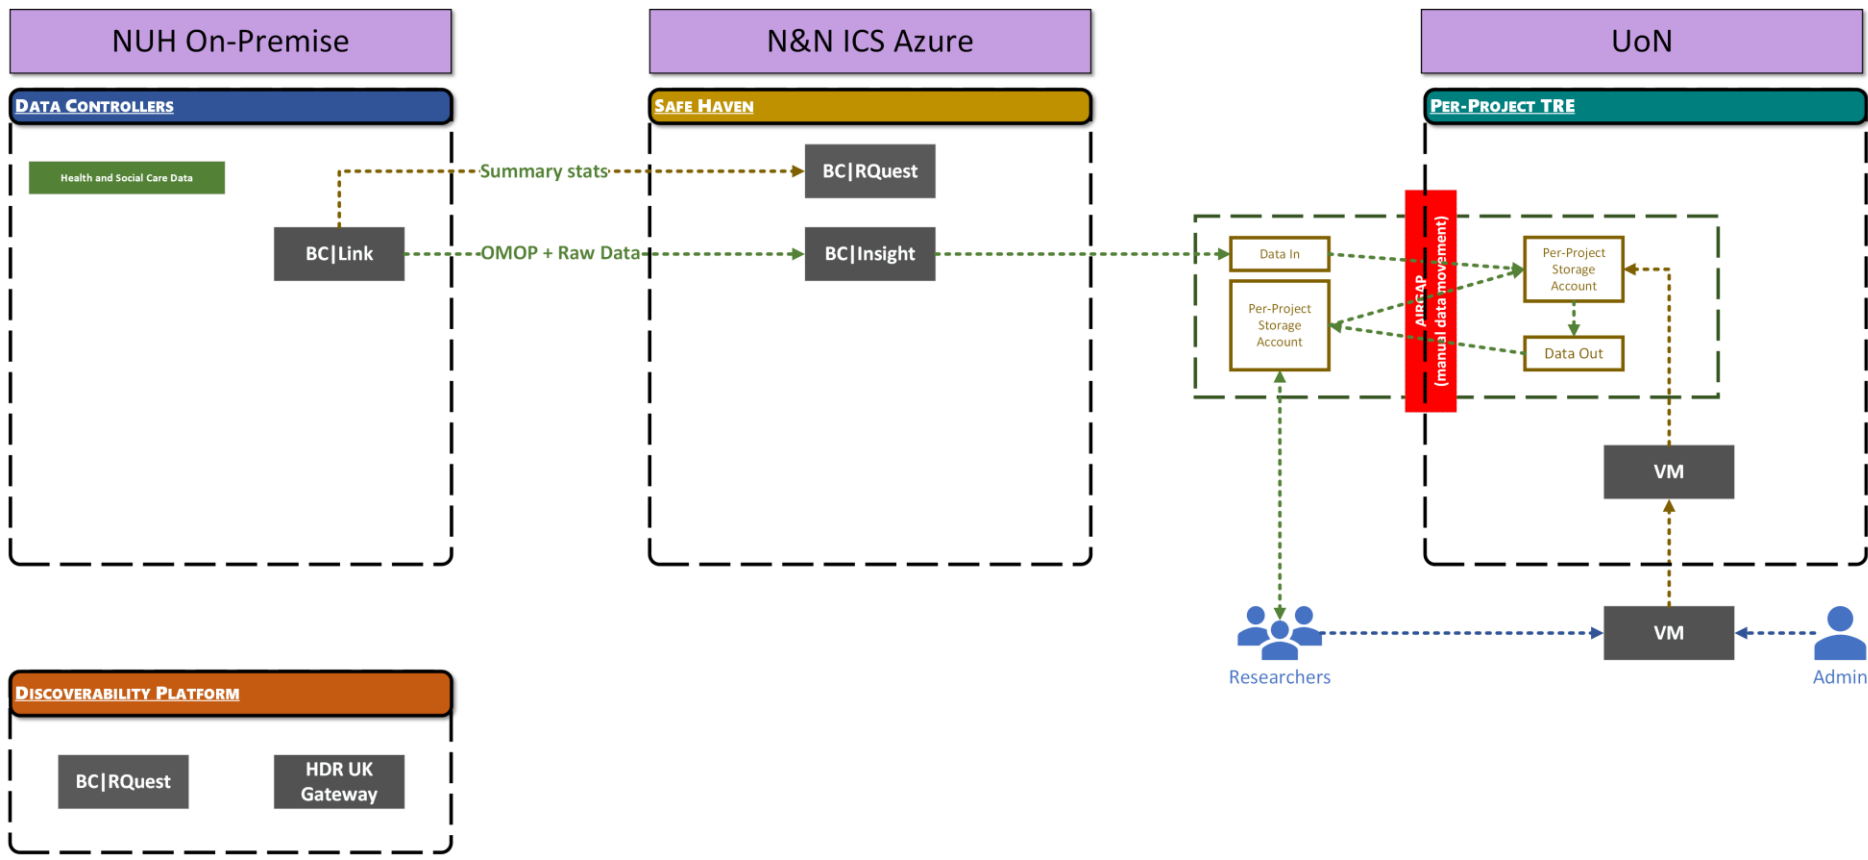 NUH On-Premise
N&N ICS Azure
UoN
DATA CONTROLLERS
SAFE HAVEN
PER-PROJECT TRE
Health and Social Care Data
Summary stats
BC|RQuest
BC|Link
OMOP + Raw Data
BC|Insight
Data In
Per-Project
Storage
Account
AIRGAP
(manual data movement)
Per-Project
Storage
Account
Data Out
VM
VM
Researchers
Admin
DISCOVERABILITY PLATFORM
BC|RQuest
HDR UK
Gateway